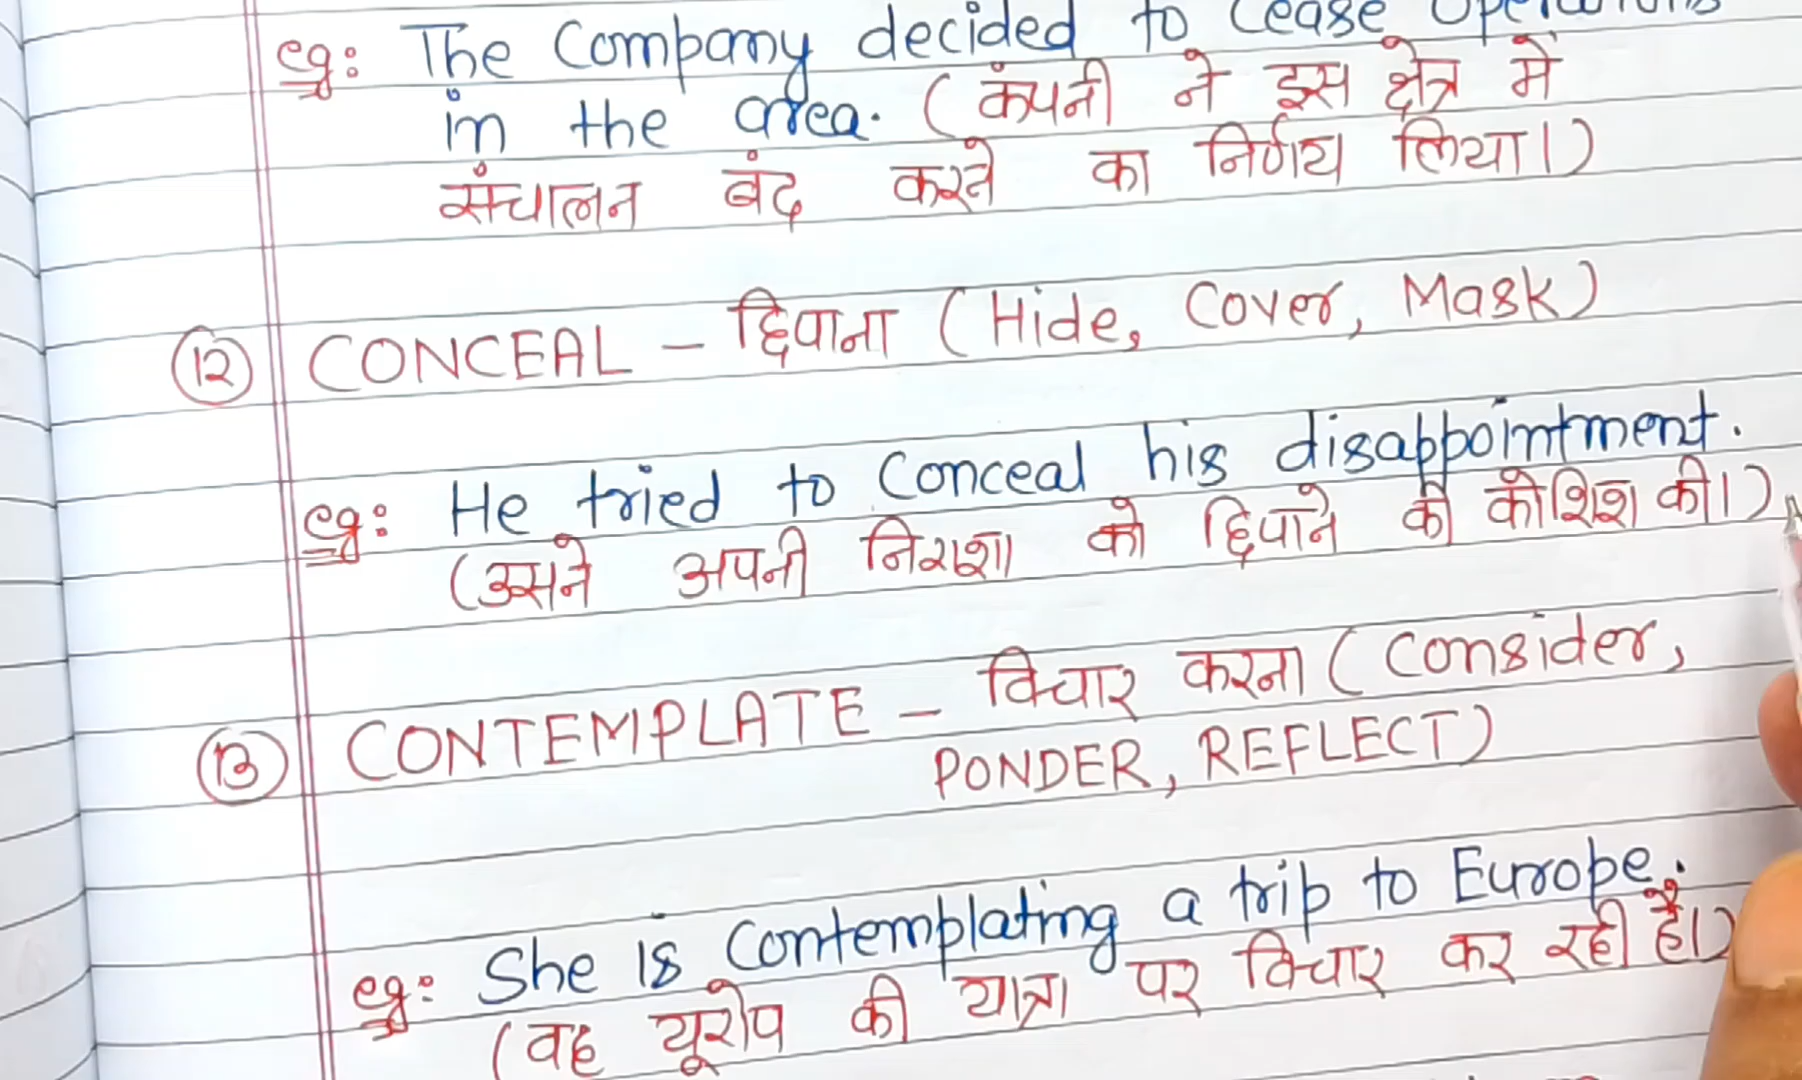 eg: The Company decided to Cease Operations
in the area. (कंपनी ने इस क्षेत्र में
संचालन बंद करने का निर्णय लिया।)
12 CONCEAL - छिपाना (Hide, Cover, Mask)
eg: He tried to Conceal his disappointment.
(उसने अपनी निराशा को छिपाने की कोशिश की।)
13 CONTEMPLATE - विचार करना (Consider,
PONDER, REFLECT)
eg: She is Contemplating a trip to Europe.
(वह यूरोप की यात्रा पर विचार कर रही है।)